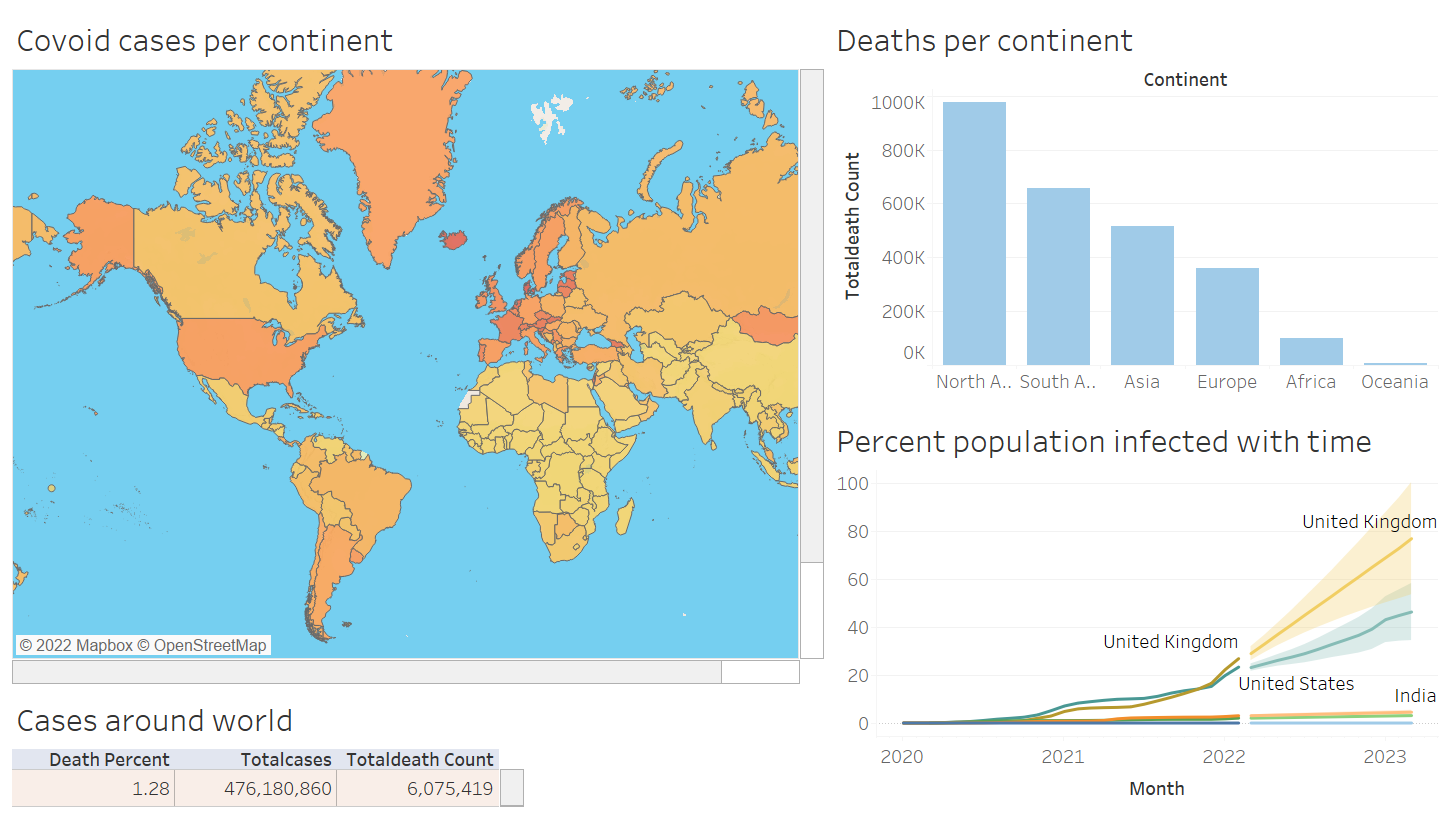 Covoid cases per continent
© 2022 Mapbox © OpenStreetMap
Cases around world
Death Percent Totalcases Totaldeath Count
1.28 476,180,860 6,075,419
Deaths per continent
Continent
Totaldeath Count
1000K
800K
600K
400K
200K
0K
North A.. South A.. Asia Europe Africa Oceania
Percent population infected with time
100
80
60
40
20
0
United Kingdom
United Kingdom
United States
India
2020 2021 2022 2023
Month